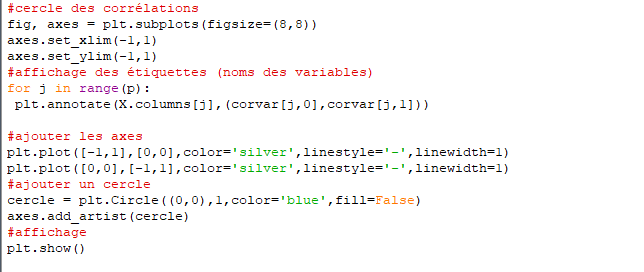 #cercle des corrélations
fig, axes = plt.subplots(figsize=(8,8))
axes.set_xlim(-1,1)
axes.set_ylim(-1,1)
#affichage des étiquettes (noms des variables)
for j in range(p):
 plt.annotate(X.columns[j],(corvar[j,0],corvar[j,1]))

#ajouter les axes
plt.plot([-1,1],[0,0],color='silver',linestyle='-',linewidth=1)
plt.plot([0,0],[-1,1],color='silver',linestyle='-',linewidth=1)
#ajouter un cercle
cercle = plt.Circle((0,0),1,color='blue',fill=False)
axes.add_artist(cercle)
#affichage
plt.show()